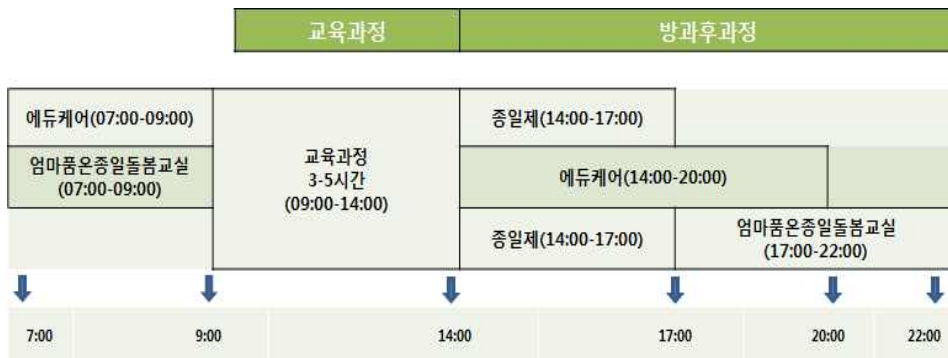 교육과정 방과후과정
에듀케어(07:00-09:00) 종일제(14:00-17:00)
엄마품온종일돌봄교실
(07:00-09:00)
교육과정
3-5시간
(09:00-14:00)
에듀케어(14:00-20:00)
종일제(14:00-17:00)
엄마품온종일돌봄교실
(17:00-22:00)
7:00 9:00 14:00 17:00 20:00 22:00